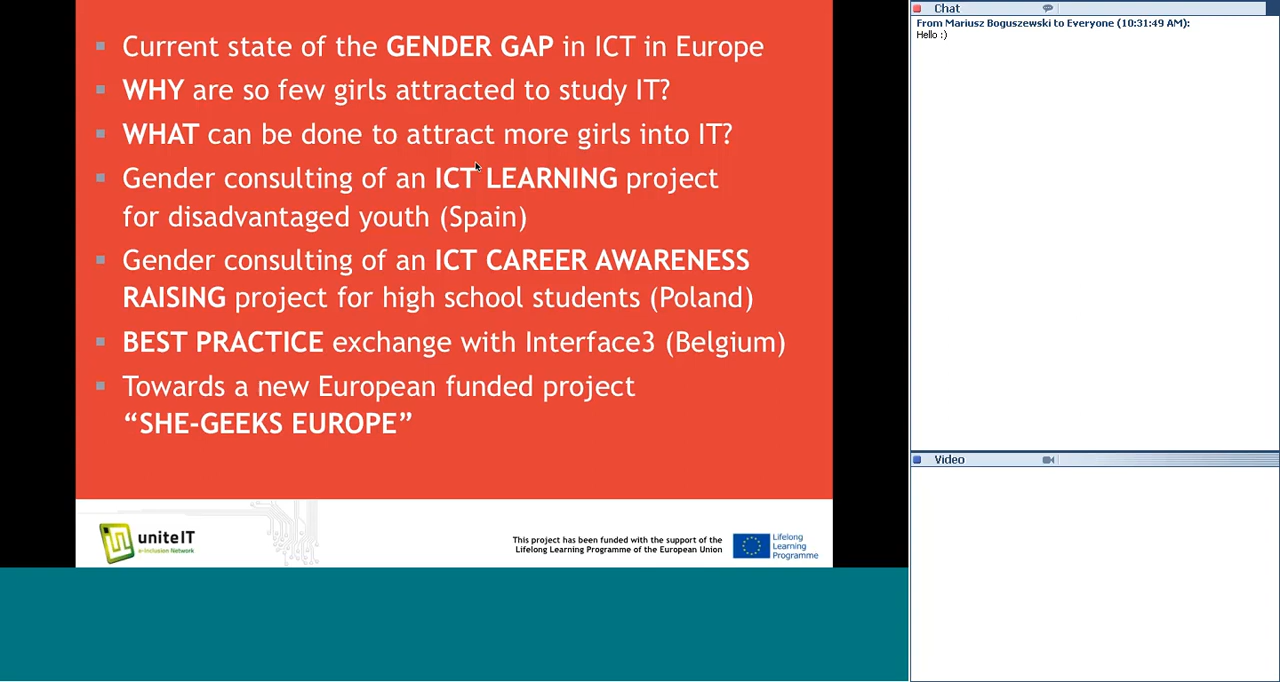 Current state of the GENDER GAP in ICT in Europe
WHY are so few girls attracted to study IT?
WHAT can be done to attract more girls into IT?
Gender consulting of an ICT LEARNING project
for disadvantaged youth (Spain)
Gender consulting of an ICT CAREER AWARENESS
RAISING project for high school students (Poland)
BEST PRACTICE exchange with Interface3 (Belgium)
Towards a new European funded project
“SHE-GEEKS EUROPE”
uniteIT
e-Inclusion Network
This project has been funded with the support of the
Lifelong Learning Programme of the European Union
Lifelong
Learning
Programme
Chat
From Mariusz Boguszewski to Everyone (10:31:49 AM):
Hello :)
Video